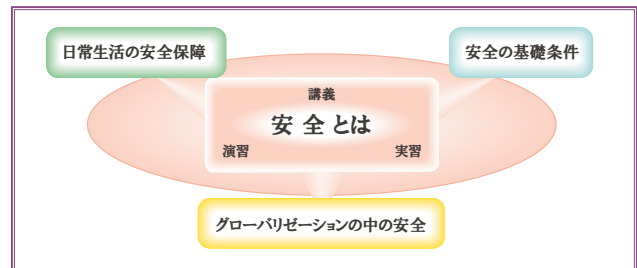 日常生活の安全保障
安全の基礎条件
講義
安全とは
演習
実習
グローバリゼーションの中の安全